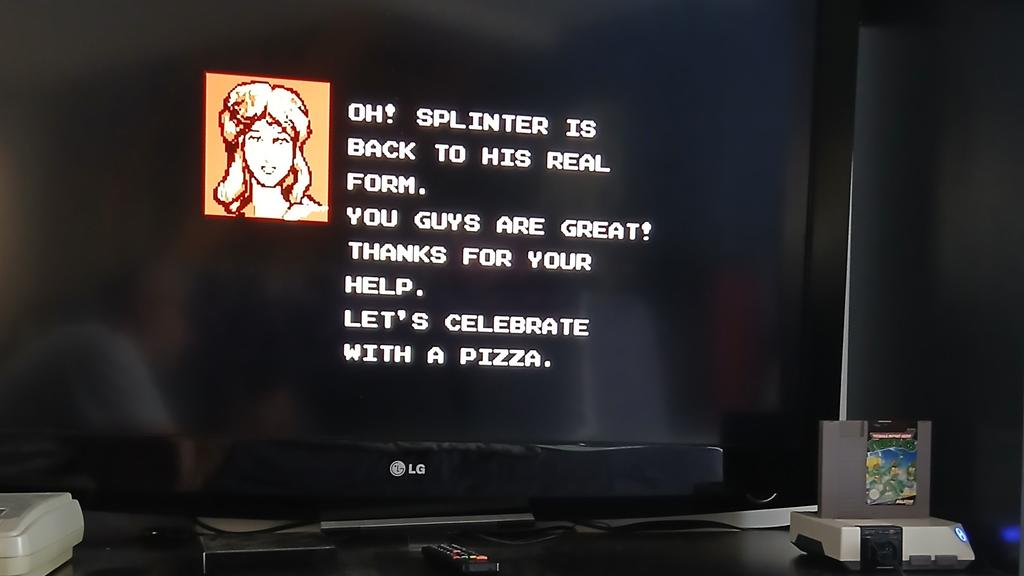 OH! SPLINTER IS
BACK TO HIS REAL
FORM.
YOU GUYS ARE GREAT!
THANKS FOR YOUR
HELP.
LET'S CELEBRATE
WITH A PIZZA.
LG